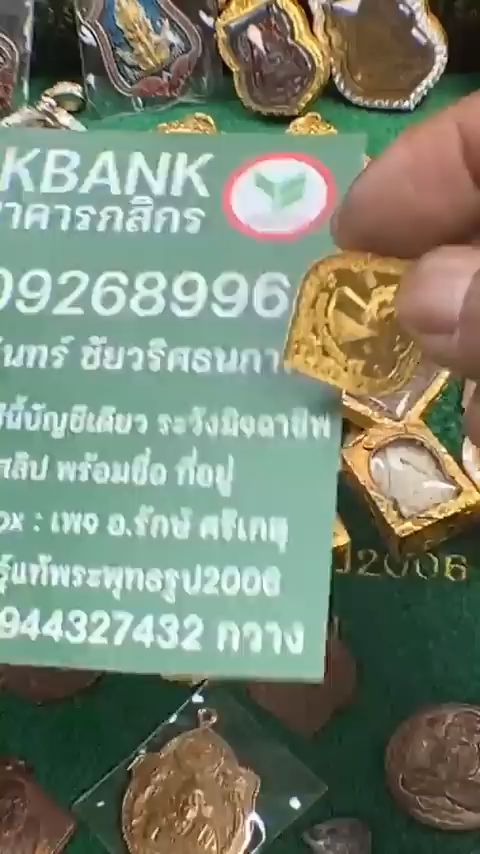 KBANK
าคารกสิกร
09268996
ันทร์ ชัยวริศธนกา
นี้บัญชีเดียว ระวังมิจฉาชีพ
สลิป พร้อมชื่อ ที่อยู่
ox : เพจ อ.รักษ์ ศรีเกตุ
รู้แท้พระพุทธรูป2006
944327432 กวาง
2006